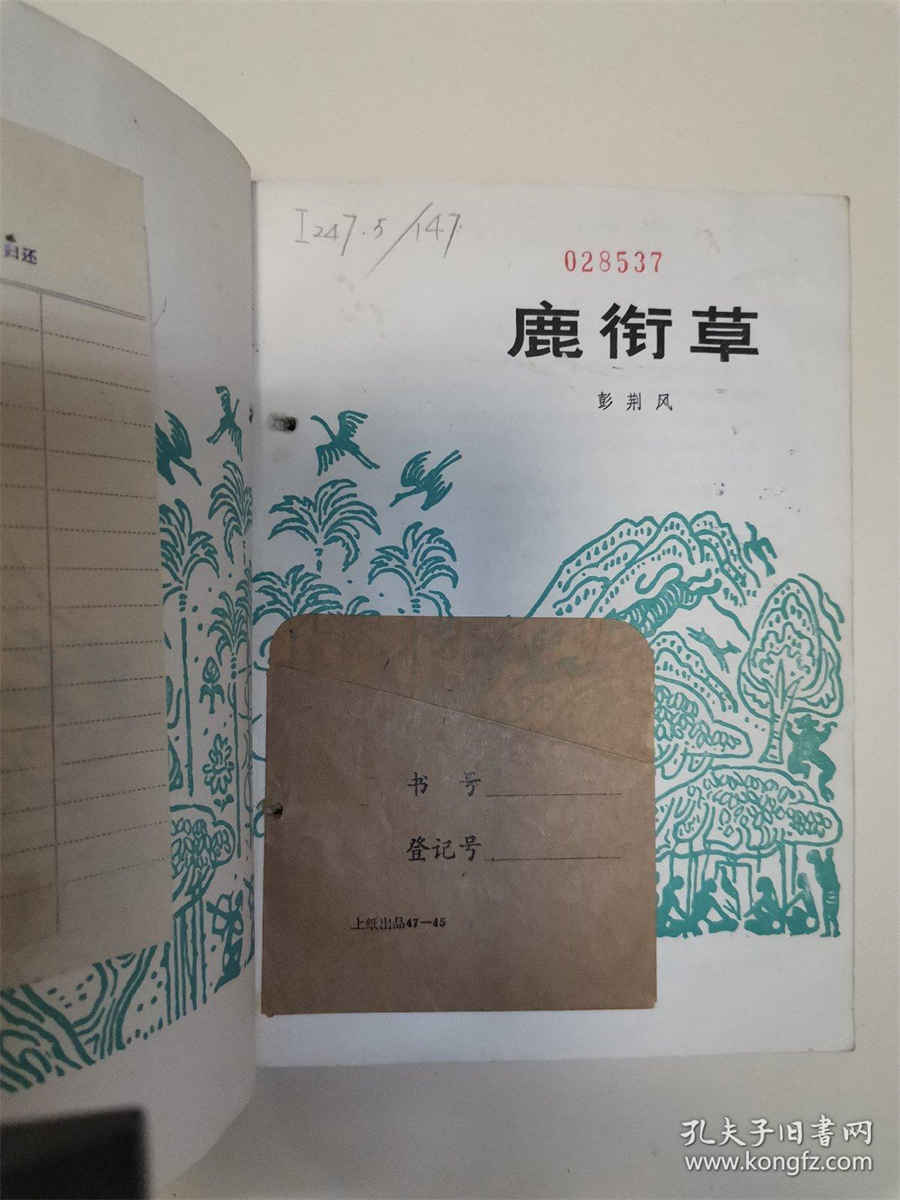 归还
I247.5/147
028537
鹿衔草
彭荆风
书 号
登记号
上纸出品47—45
孔夫子旧書网
www.kongfz.com